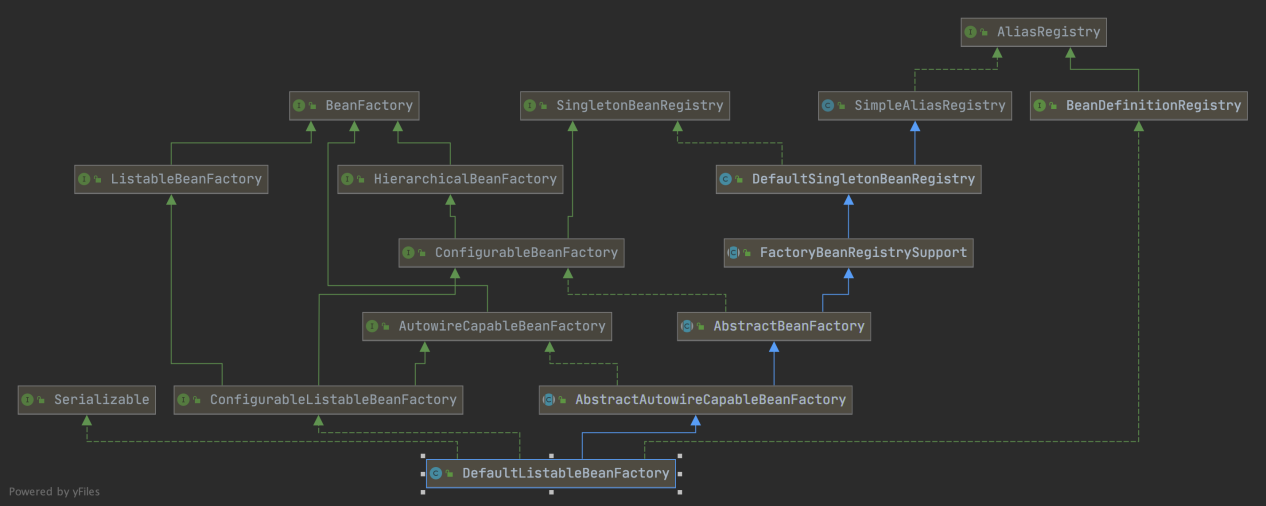 AliasRegistry
BeanFactory
SingletonBeanRegistry
SimpleAliasRegistry
BeanDefinitionRegistry
ListableBeanFactory
HierarchicalBeanFactory
DefaultSingletonBeanRegistry
ConfigurableBeanFactory
FactoryBeanRegistrySupport
AutowireCapableBeanFactory
AbstractBeanFactory
Serializable
ConfigurableListableBeanFactory
AbstractAutowireCapableBeanFactory
DefaultListableBeanFactory
Powered by yFiles